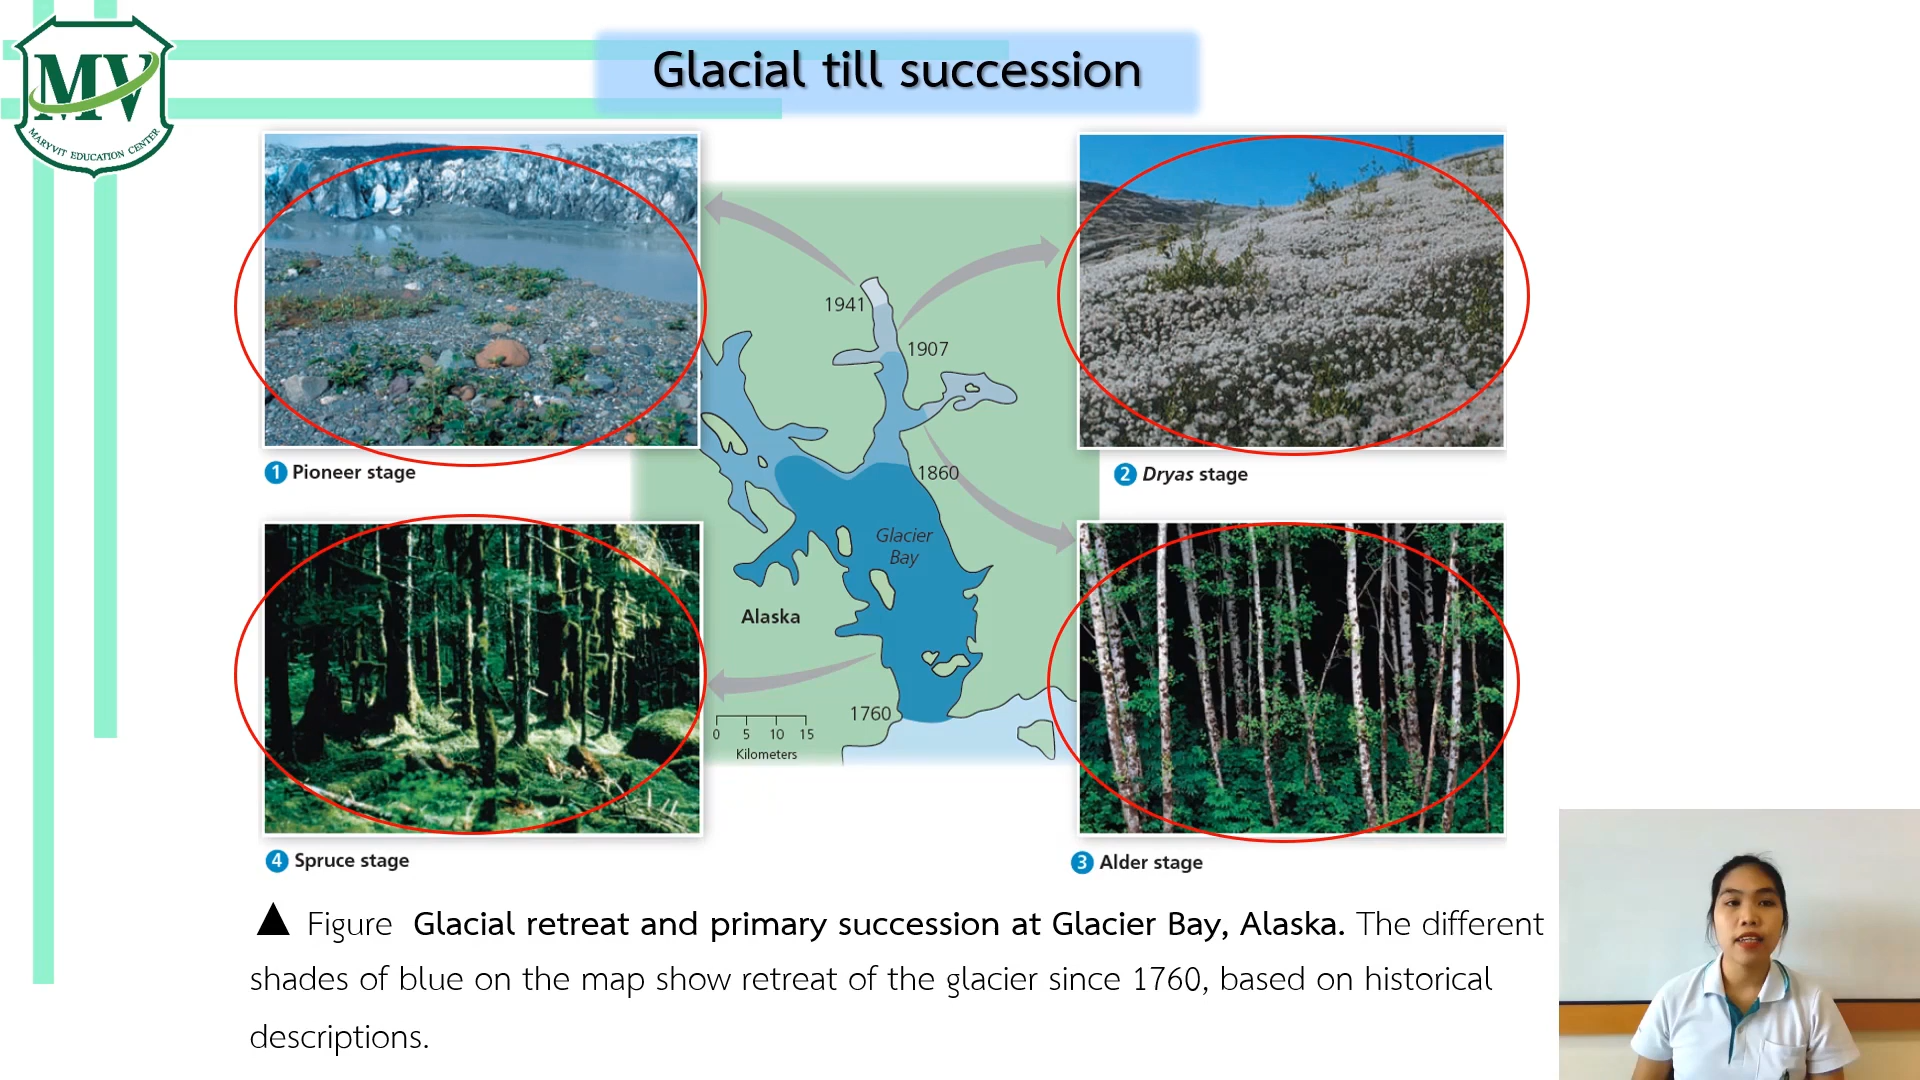 MV
MARYVIT EDUCATION CENTER
Glacial till succession
1941
1907
1860
Glacier
Bay
Alaska
1760
0 5 10 15
Kilometers
1 Pioneer stage
2 Dryas stage
4 Spruce stage
3 Alder stage
▲ Figure Glacial retreat and primary succession at Glacier Bay, Alaska. The different
shades of blue on the map show retreat of the glacier since 1760, based on historical
descriptions.